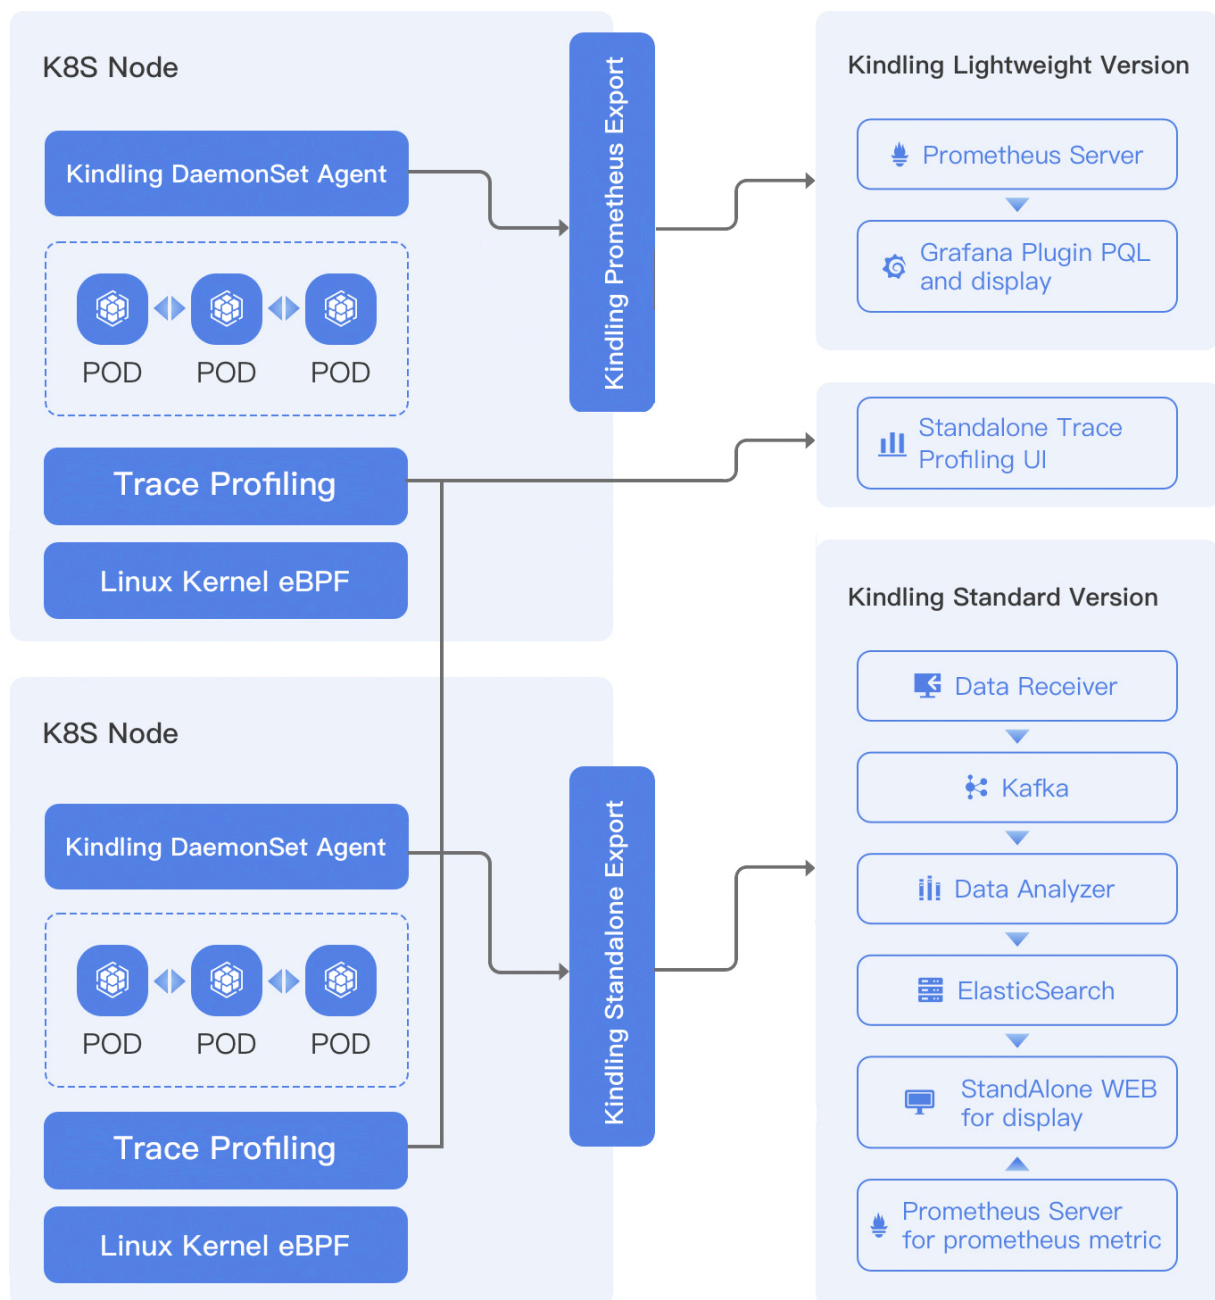 K8S Node
Kindling DaemonSet Agent
POD
POD
POD
Trace Profiling
Linux Kernel eBPF
Kindling Prometheus Export
Kindling Lightweight Version
Prometheus Server
Grafana Plugin PQL
and display
Standalone Trace
Profiling UI
K8S Node
Kindling DaemonSet Agent
POD
POD
POD
Trace Profiling
Linux Kernel eBPF
Kindling Standalone Export
Kindling Standard Version
Data Receiver
Kafka
Data Analyzer
ElasticSearch
StandAlone WEB
for display
Prometheus Server
for prometheus metric